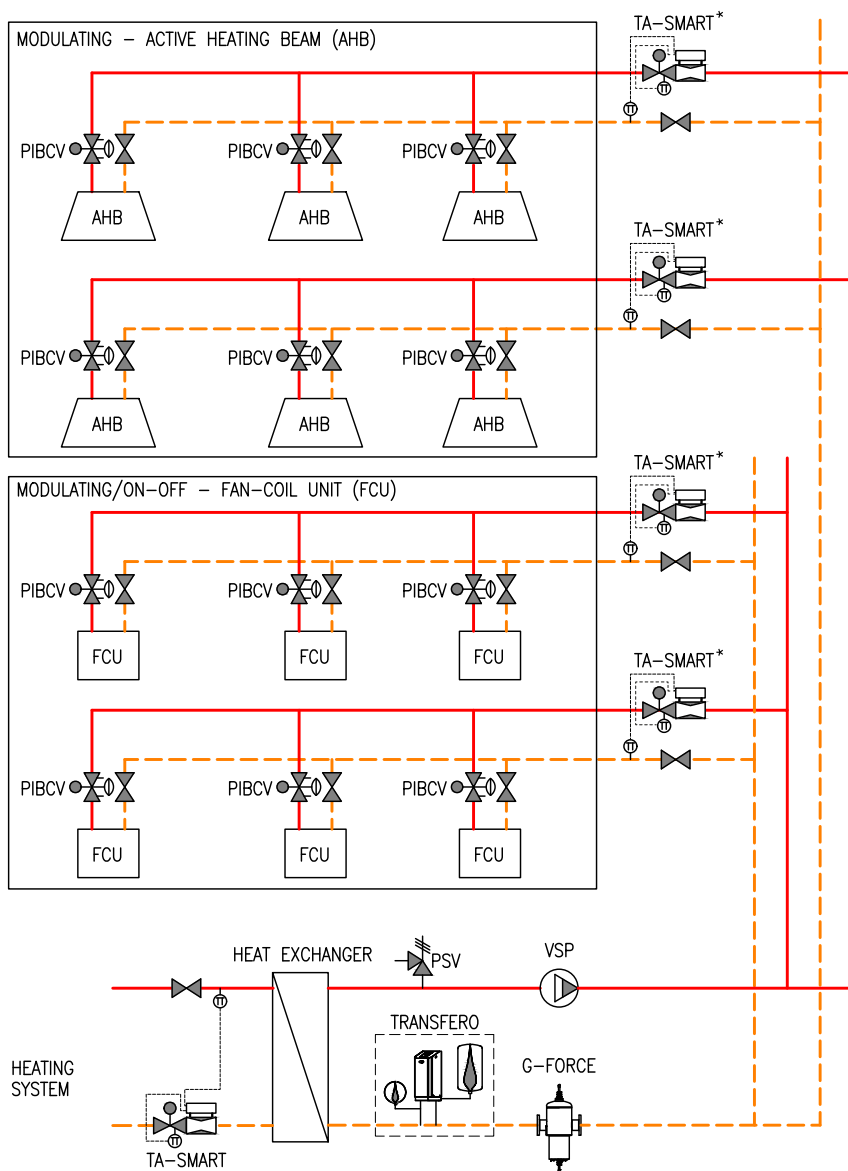 MODULATING – ACTIVE HEATING BEAM (AHB)
TA-SMART*
PIBCV PIBCV PIBCV
AHB AHB AHB
TA-SMART*
PIBCV PIBCV PIBCV
AHB AHB AHB
TA-SMART*
MODULATING/ON-OFF – FAN-COIL UNIT (FCU)
PIBCV PIBCV PIBCV
FCU FCU FCU
TA-SMART*
PIBCV PIBCV PIBCV
FCU FCU FCU
HEAT EXCHANGER
PSV
VSP
TRANSFERO
G-FORCE
HEATING
SYSTEM
TA-SMART